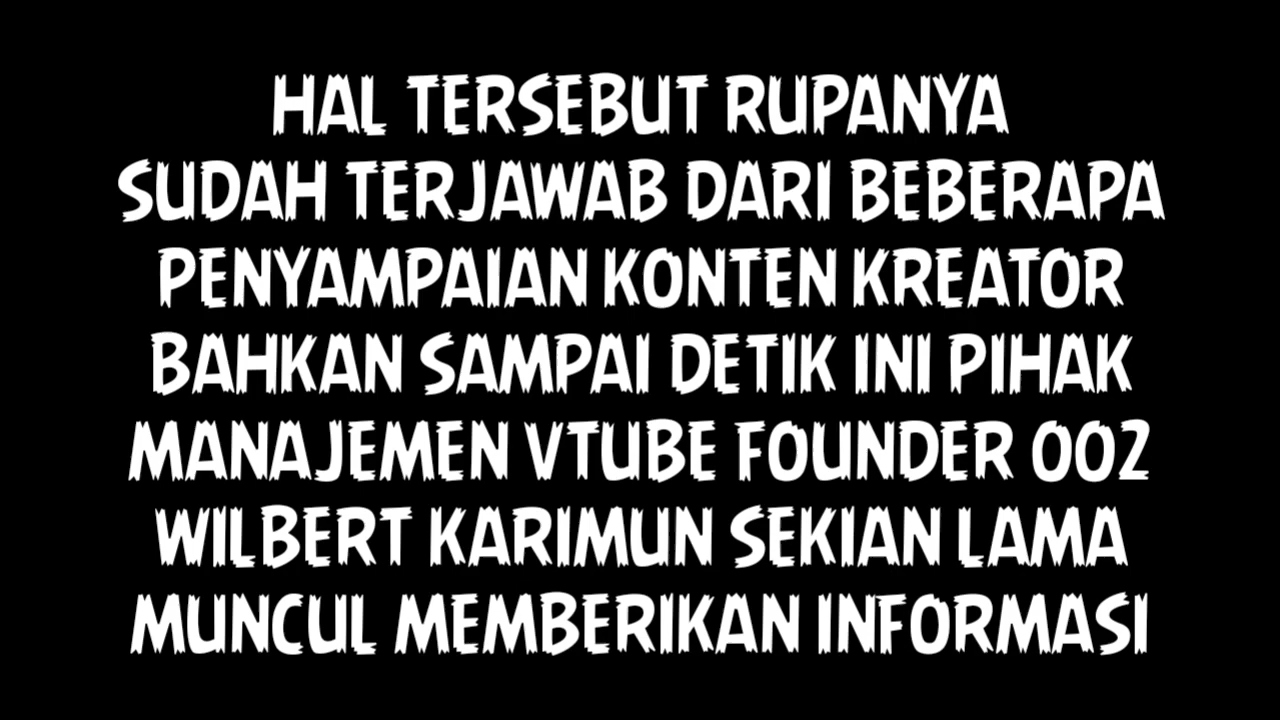 HAL TERSEBUT RUPANYA
SUDAH TERJAWAB DARI BEBERAPA
PENYAMPAIAN KONTEN KREATOR
BAHKAN SAMPAI DETIK INI PIHAK
MANAJEMEN VTUBE FOUNDER 002
WILBERT KARIMUN SEKIAN LAMA
MUNCUL MEMBERIKAN INFORMASI